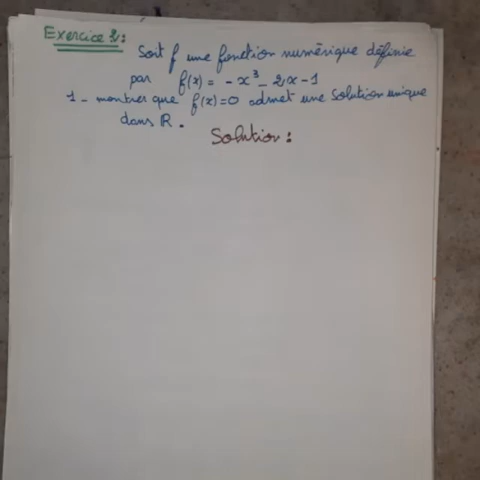 Exercice 2:
Soit f une fonction numérique définie
par f(x) = -x³ - 2x - 1
1 - montrer que f(x) = 0 admet une solution unique
dans ℝ.
Solution: